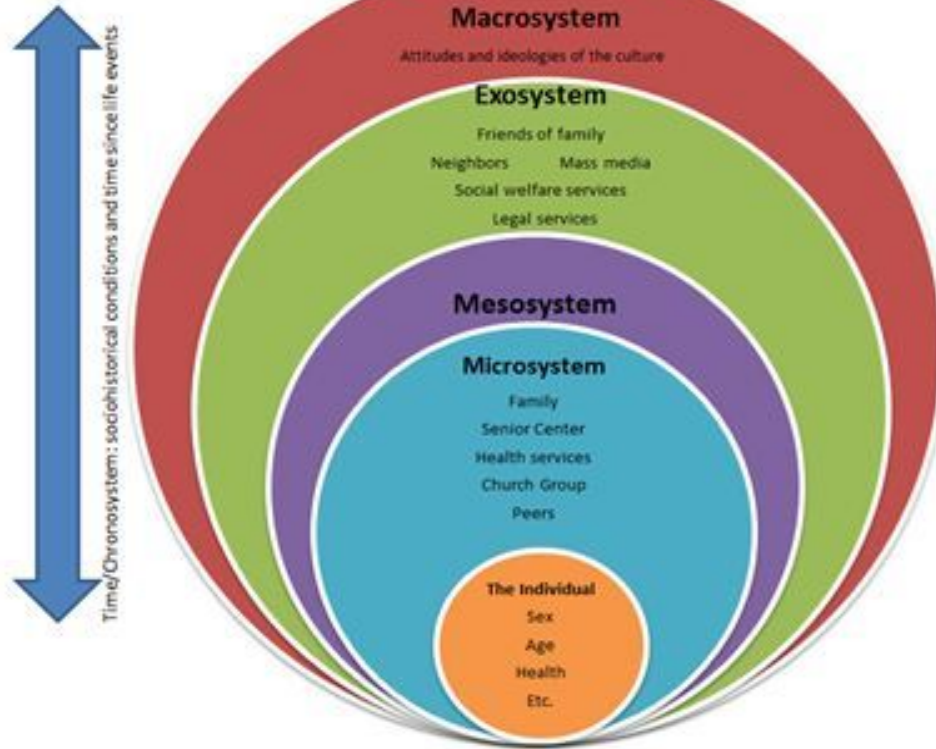 Macrosystem
Attitudes and ideologies of the culture
Exosystem
Friends of family
Neighbors Mass media
Social welfare services
Legal services
Mesosystem
Microsystem
Family
Senior Center
Health services
Church Group
Peers
The Individual
Sex
Age
Health
Etc.
Time/Chronosystem: sociohistorical conditions and time since life events